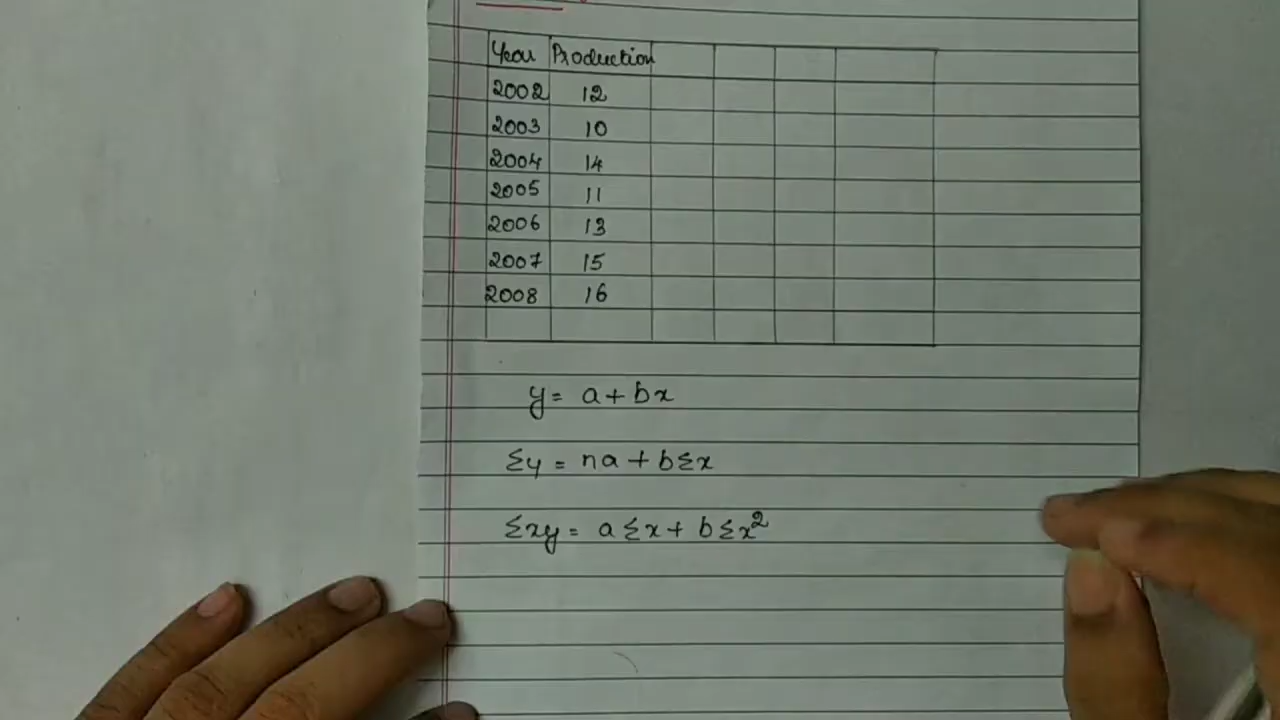 Year Production
2002 12
2003 10
2004 14
2005 11
2006 13
2007 15
2008 16
y = a + bx
Σy = na + bΣx
Σxy = aΣx + bΣx²